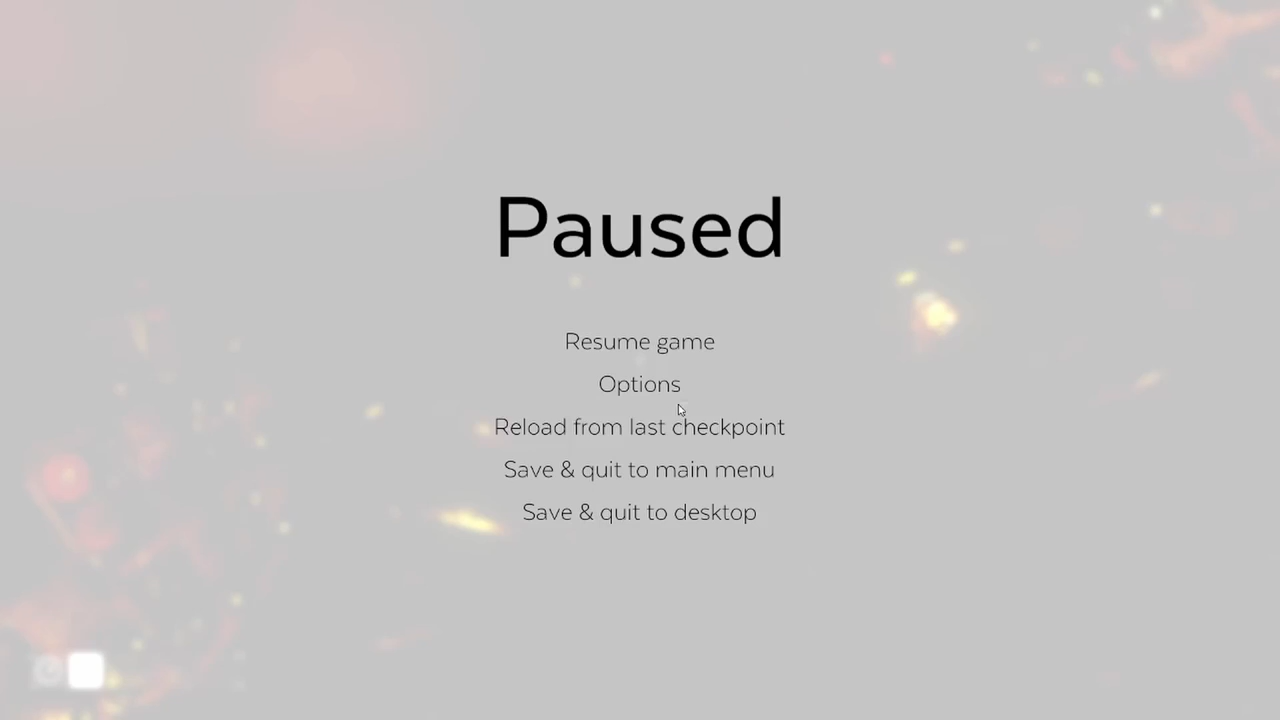 Paused
Resume game
Options
Reload from last checkpoint
Save & quit to main menu
Save & quit to desktop